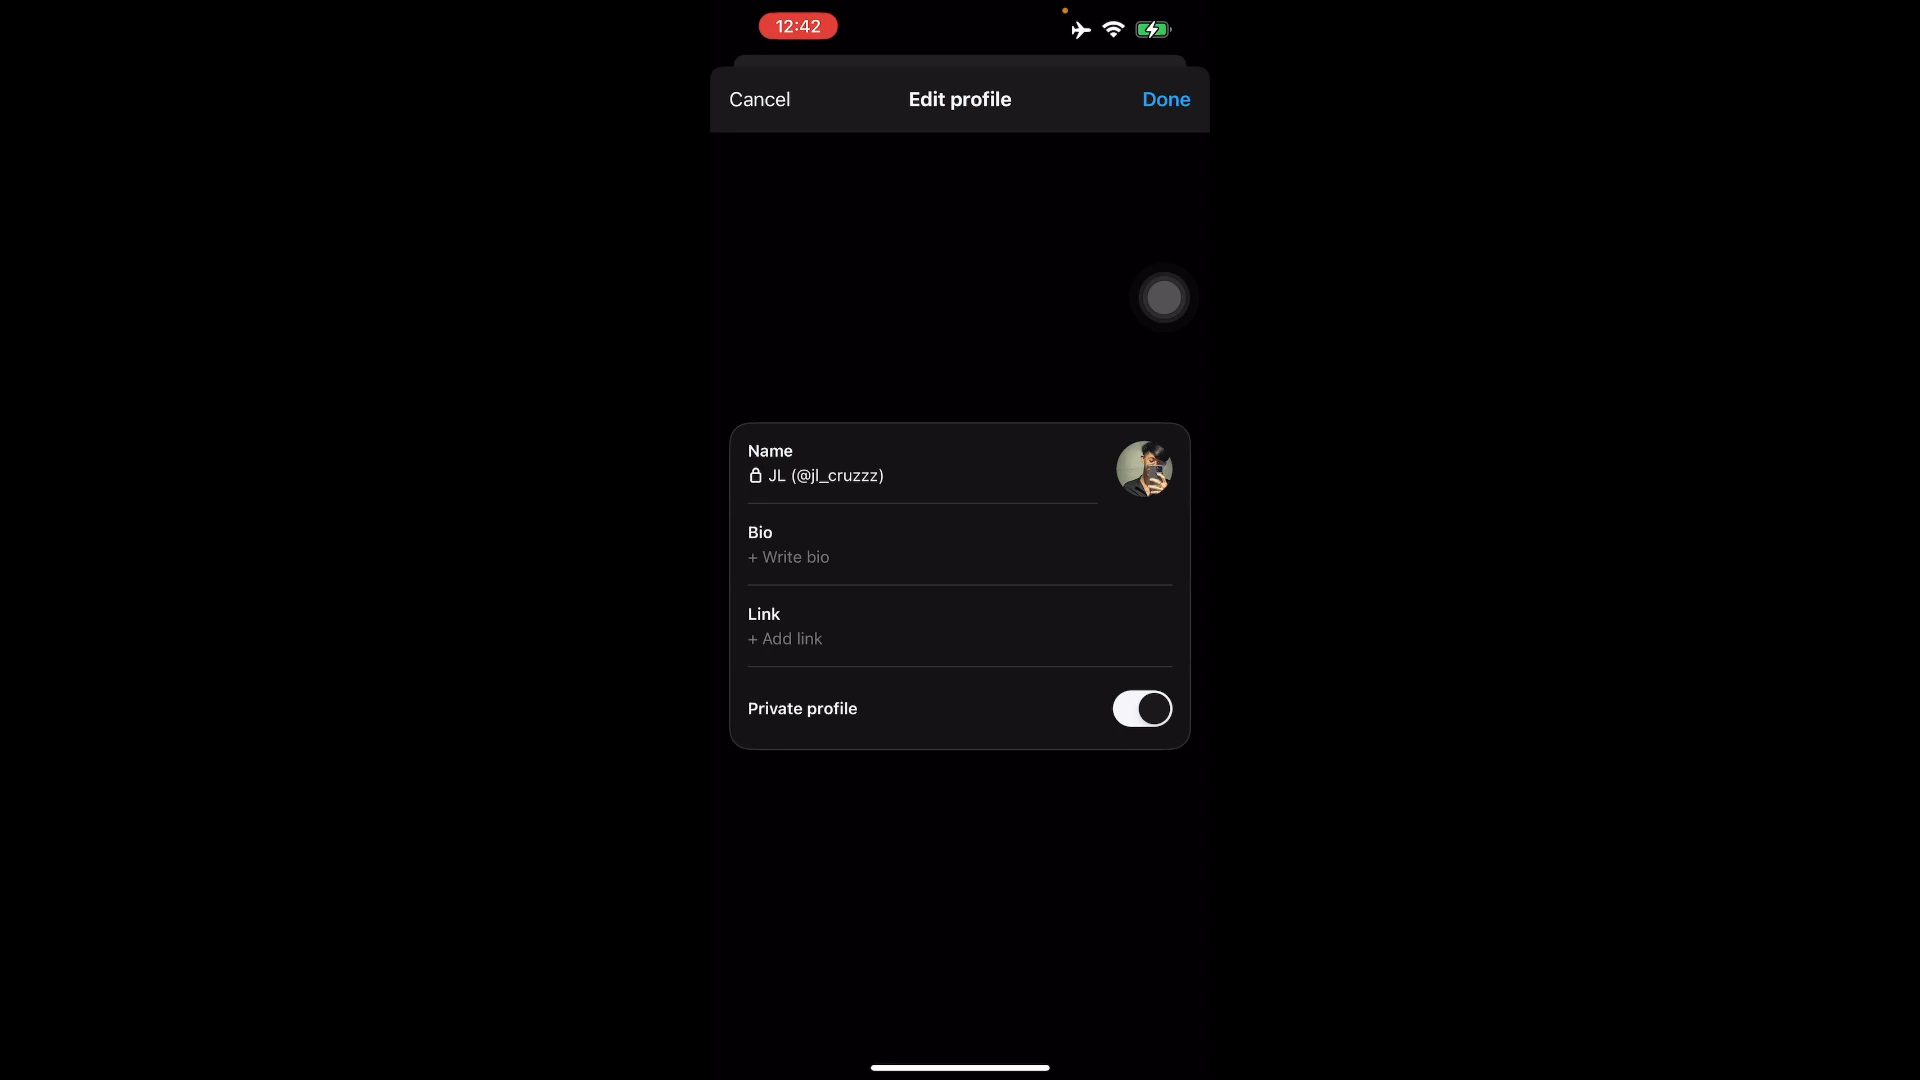 12:42
Cancel
Edit profile
Done
Name
JL (@jl_cruzzz)
Bio
+ Write bio
Link
+ Add link
Private profile